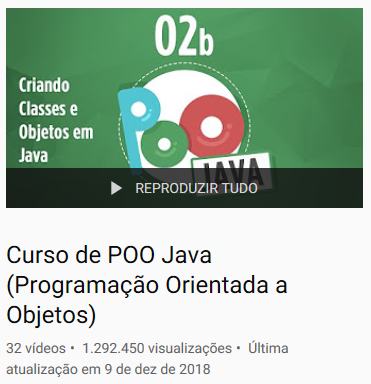 02b
Criando
Classes e
Objetos em
Java
POO
JAVA
REPRODUZIR TUDO
Curso de POO Java
(Programação Orientada a
Objetos)
32 vídeos • 1.292.450 visualizações • Última
atualização em 9 de dez de 2018